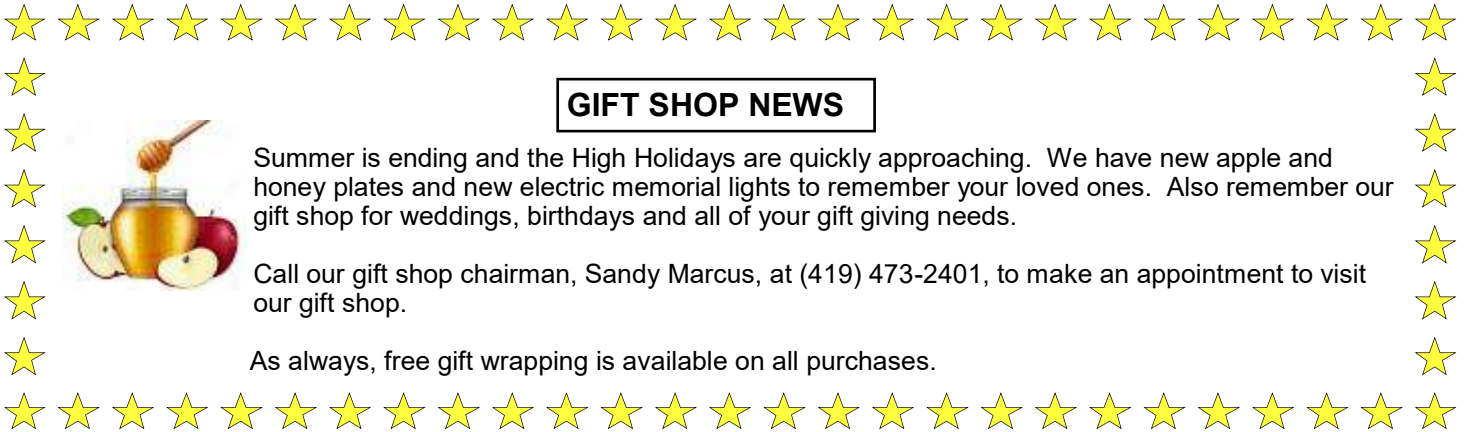 GIFT SHOP NEWS
Summer is ending and the High Holidays are quickly approaching.  We have new apple and
honey plates and new electric memorial lights to remember your loved ones.  Also remember our
gift shop for weddings, birthdays and all of your gift giving needs.
Call our gift shop chairman, Sandy Marcus, at (419) 473-2401, to make an appointment to visit
our gift shop.
As always, free gift wrapping is available on all purchases.